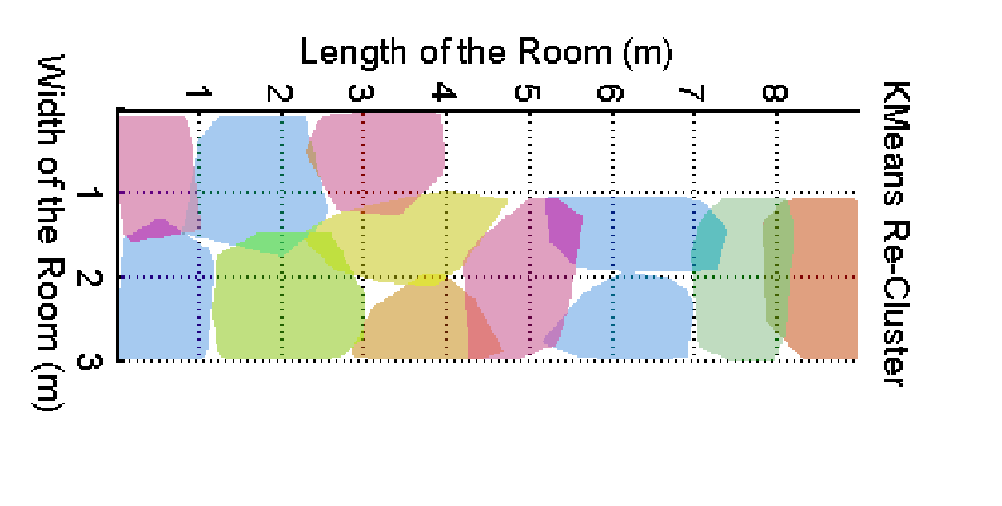 Length of the Room (m)
1 2 3 4 5 6 7 8
Width of the Room (m)
1
2
3
KMeans Re-Cluster